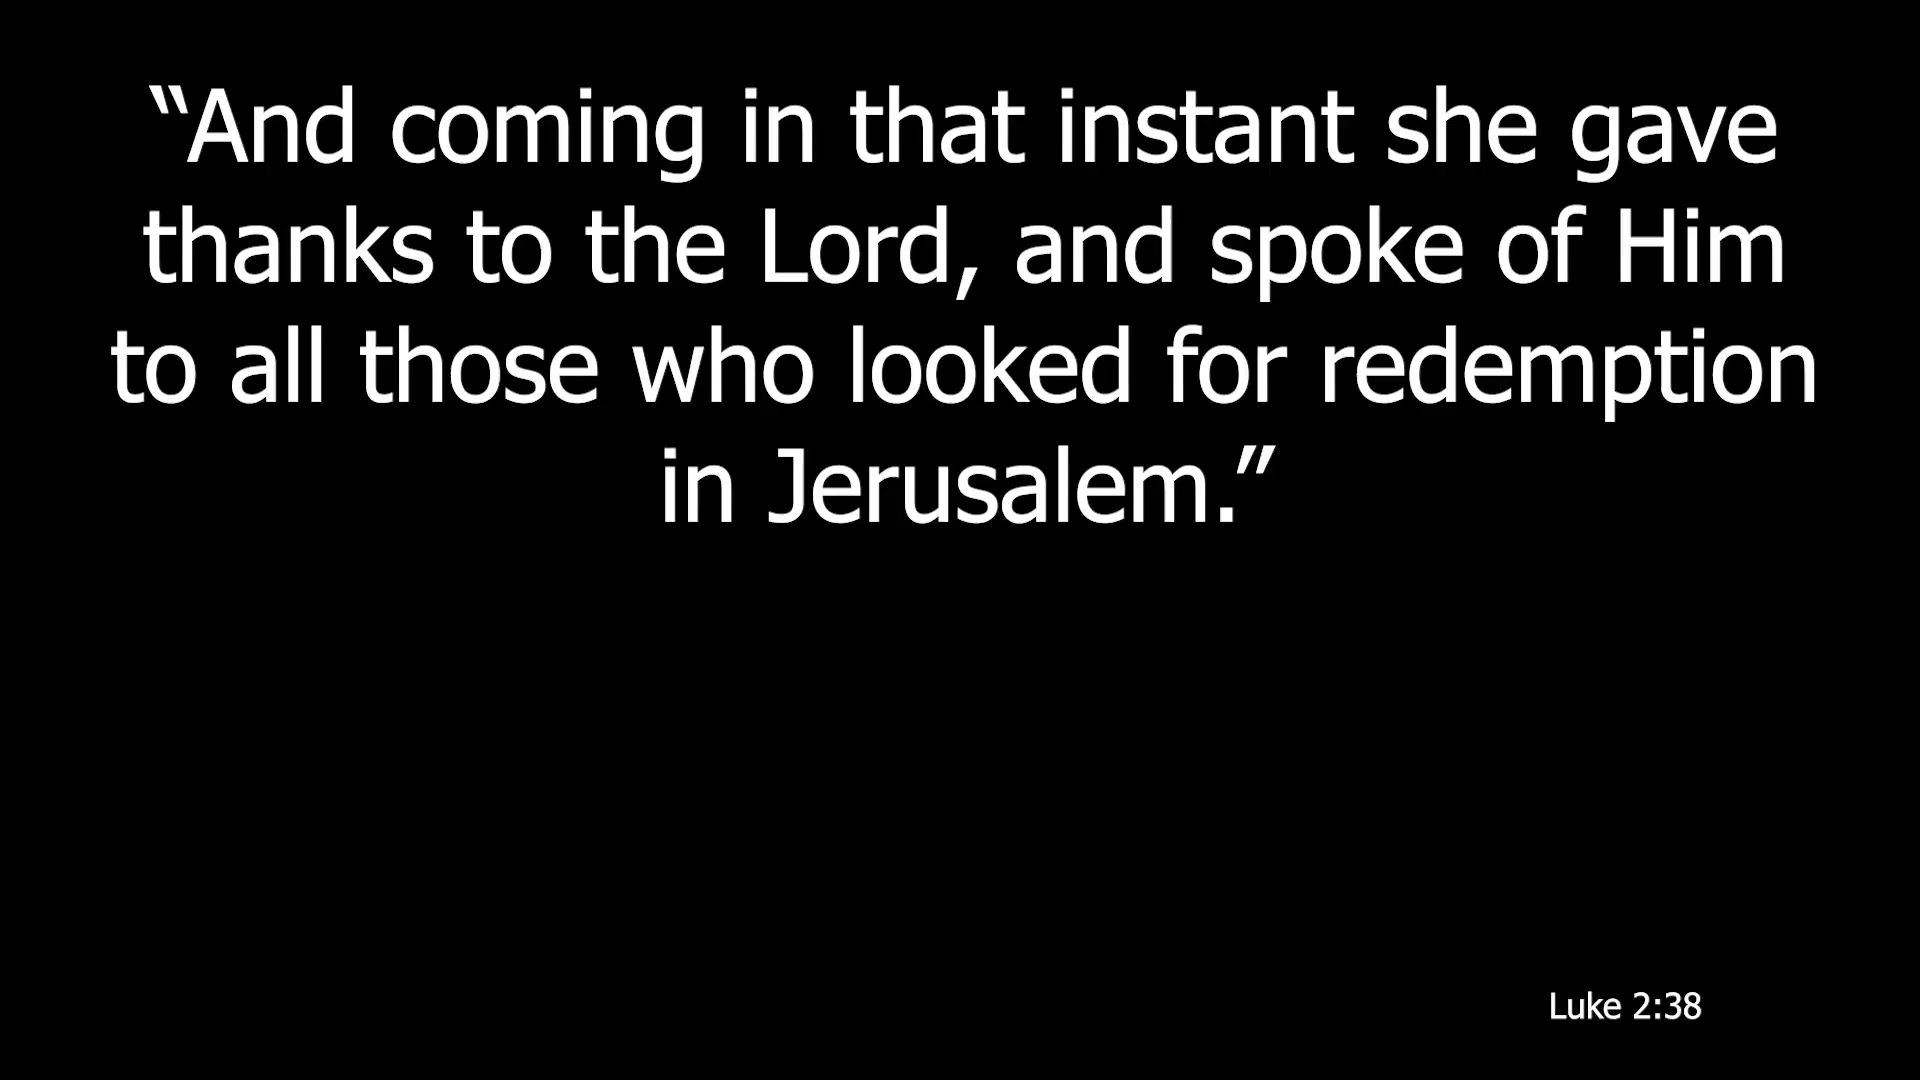 “And coming in that instant she gave
thanks to the Lord, and spoke of Him
to all those who looked for redemption
in Jerusalem.”
Luke 2:38